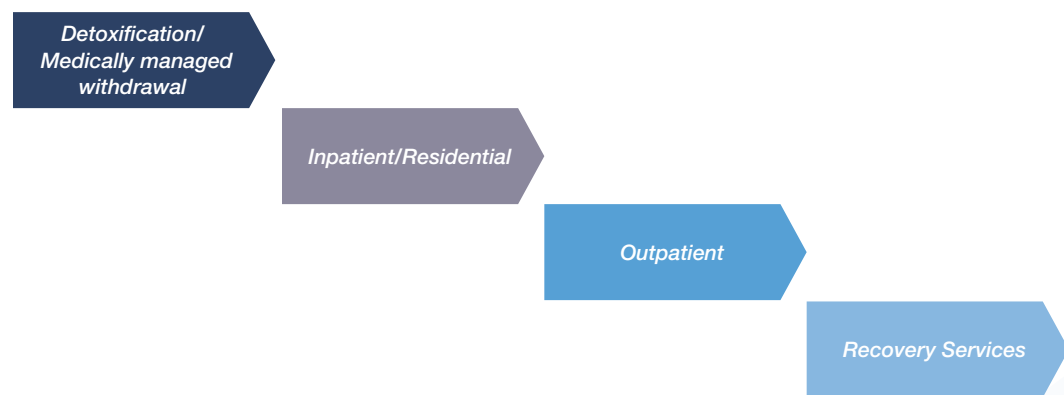 Detoxification/
Medically managed
withdrawal
Inpatient/Residential
Outpatient
Recovery Services